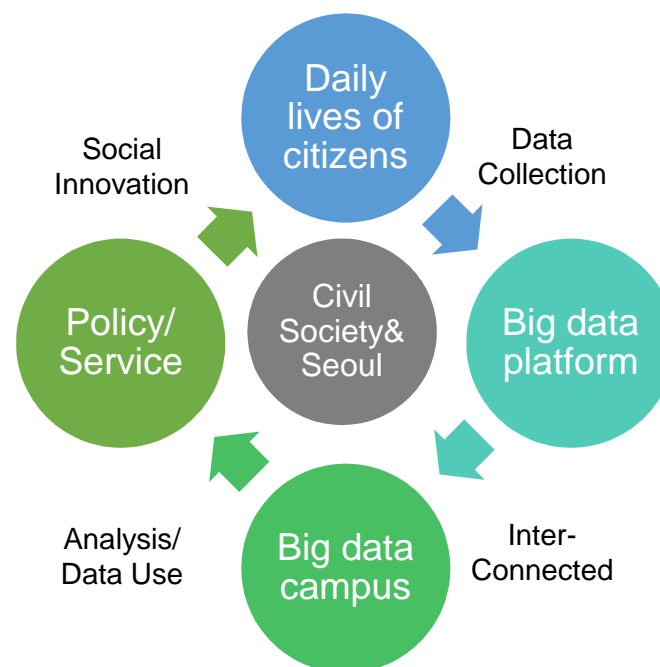 Daily
lives of
citizens
Social
Innovation
Data
Collection
Policy/
Service
Civil
Society&
Seoul
Big data
platform
Analysis/
Data Use
Big data
campus
Inter-
Connected